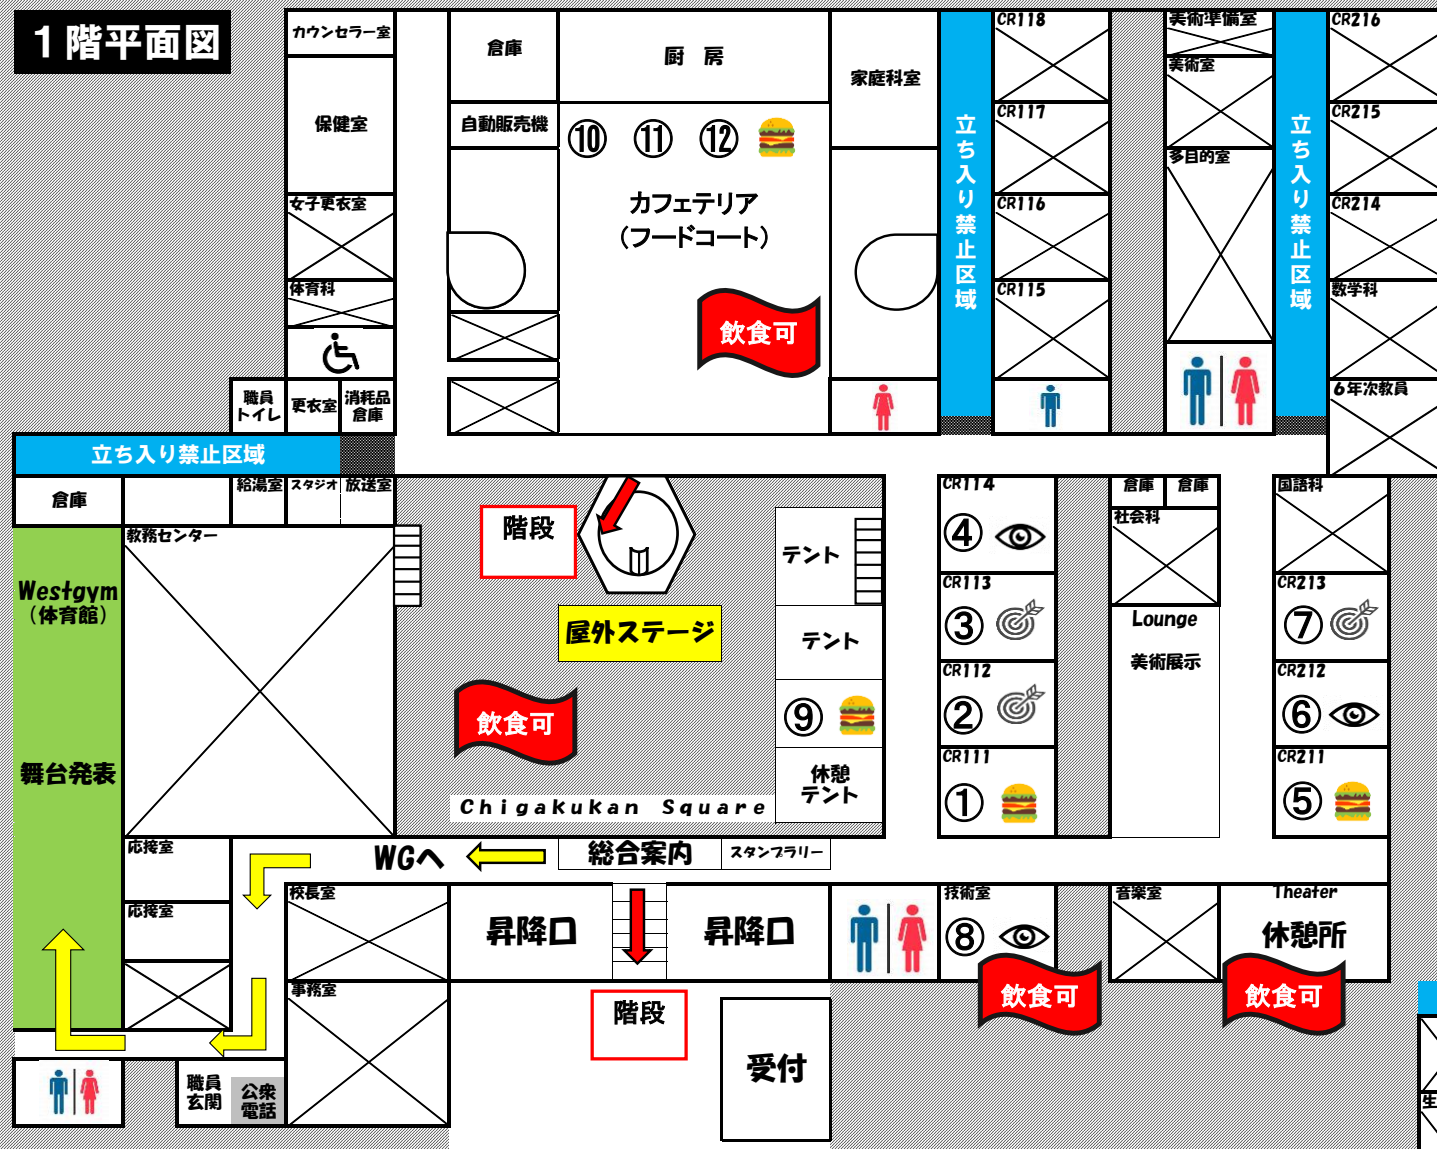 １階平面図
カウンセラー室
保健室
女子更衣室
体育科
職員
トイレ
更衣室
消耗品
倉庫
倉庫
厨 房
家庭科室
自動販売機
⑩ ⑪ ⑫
カフェテリア
（フードコート）
飲食可
立ち入り禁止区域
CR118
CR117
CR116
CR115
美術準備室
美術室
多目的室
立ち入り禁止区域
CR216
CR215
CR214
数学科
6年次教員
立ち入り禁止区域
倉庫
給湯室
スタジオ
放送室
教務センター
Westgym
（体育館）
舞台発表
階段
屋外ステージ
飲食可
テント
テント
⑨
休憩
テント
Chigakukan Square
CR114
④
CR113
③
CR112
②
CR111
①
倉庫
倉庫
社会科
Lounge
美術展示
国語科
CR213
⑦
CR212
⑥
CR211
⑤
応接室
応接室
WGへ
総合案内
スタンプラリー
校長室
昇降口
昇降口
技術室
⑧
飲食可
音楽室
Theater
休憩所
飲食可
事務室
階段
受付
職員
玄関
公衆
電話
生